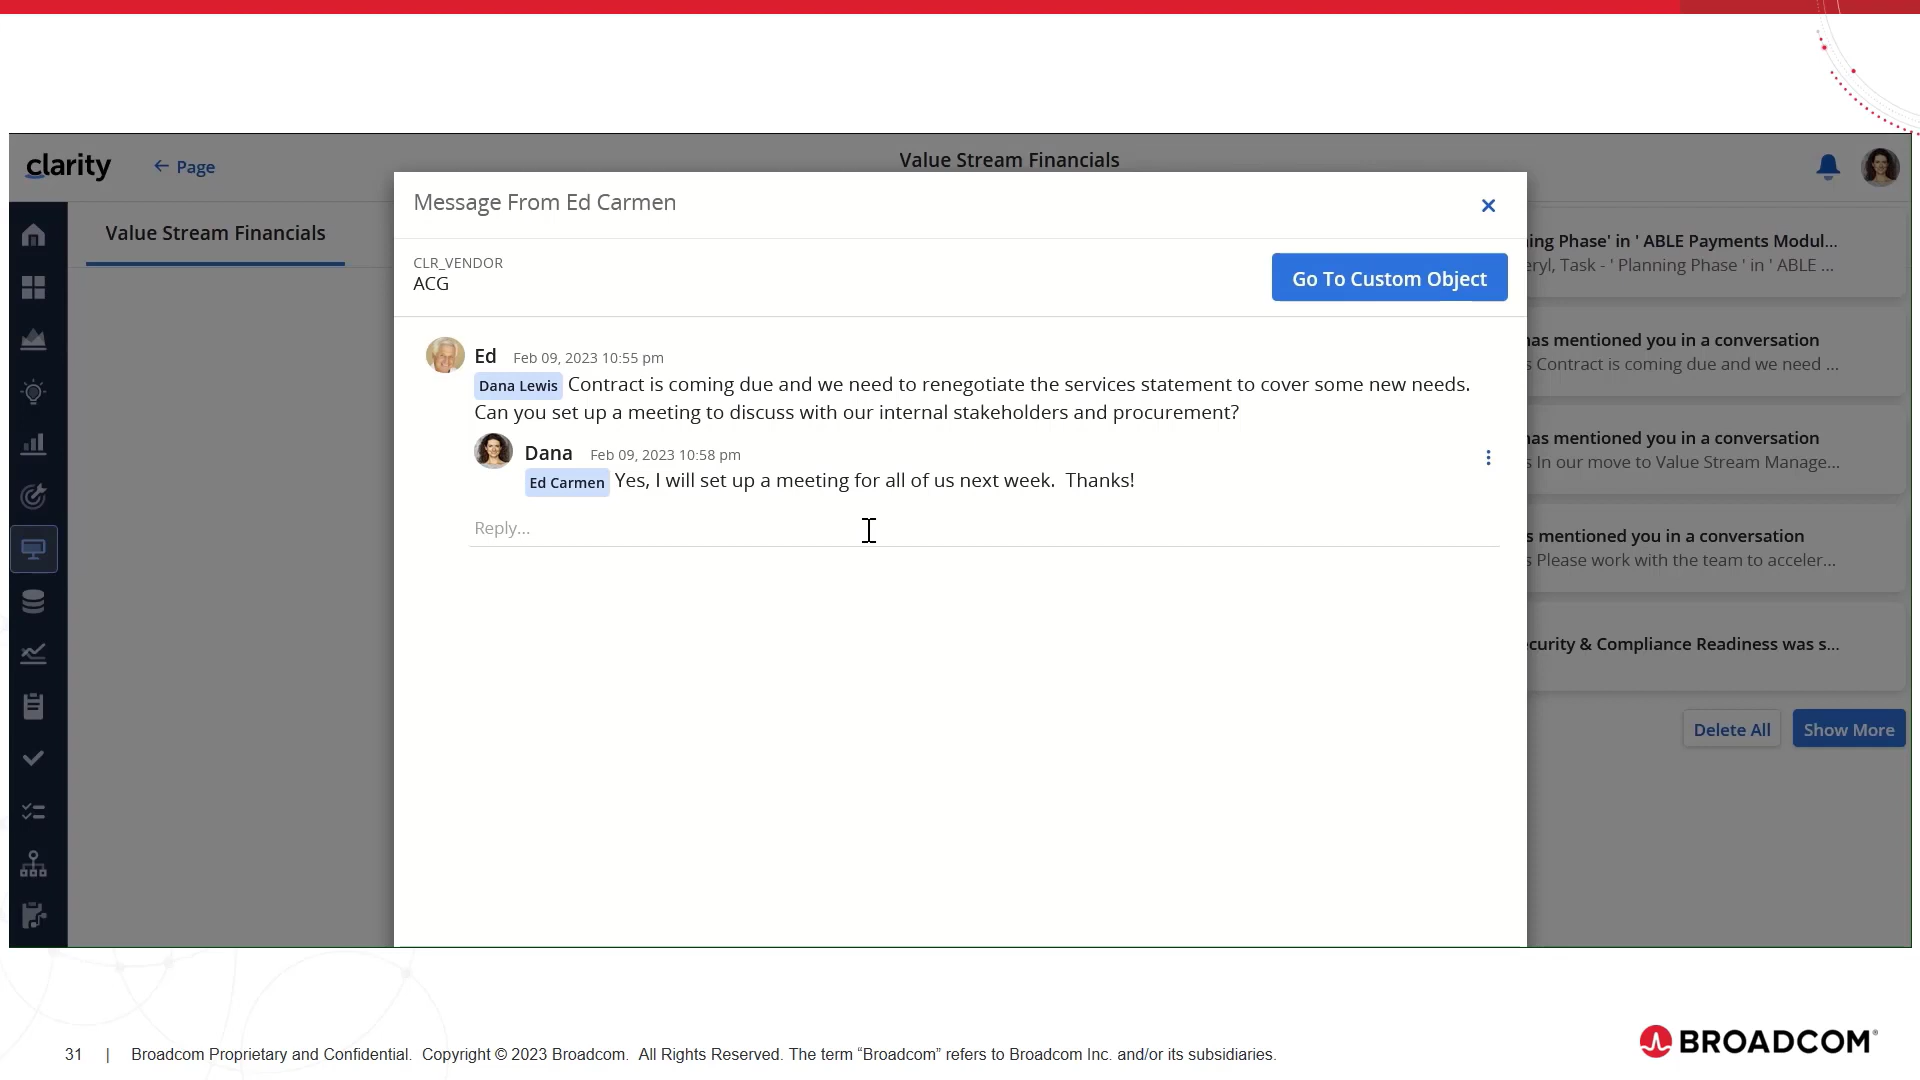 clarity
Page
Value Stream Financials
Value Stream Financials
Message From Ed Carmen
CLR_VENDOR
ACG
Go To Custom Object
Ed Feb 09, 2023 10:55 pm
Dana Lewis Contract is coming due and we need to renegotiate the services statement to cover some new needs.
Can you set up a meeting to discuss with our internal stakeholders and procurement?
Dana Feb 09, 2023 10:58 pm
Ed Carmen Yes, I will set up a meeting for all of us next week. Thanks!
Reply...
Phase' in ' ABLE Payments Modul...
Task - ' Planning Phase ' in ' ABLE ...
has mentioned you in a conversation
Contract is coming due and we need ...
has mentioned you in a conversation
In our move to Value Stream Manage...
mentioned you in a conversation
Please work with the team to acceler...
& Compliance Readiness was s...
Delete All
Show More
31 | Broadcom Proprietary and Confidential. Copyright © 2023 Broadcom. All Rights Reserved. The term “Broadcom” refers to Broadcom Inc. and/or its subsidiaries.
BROADCOM®